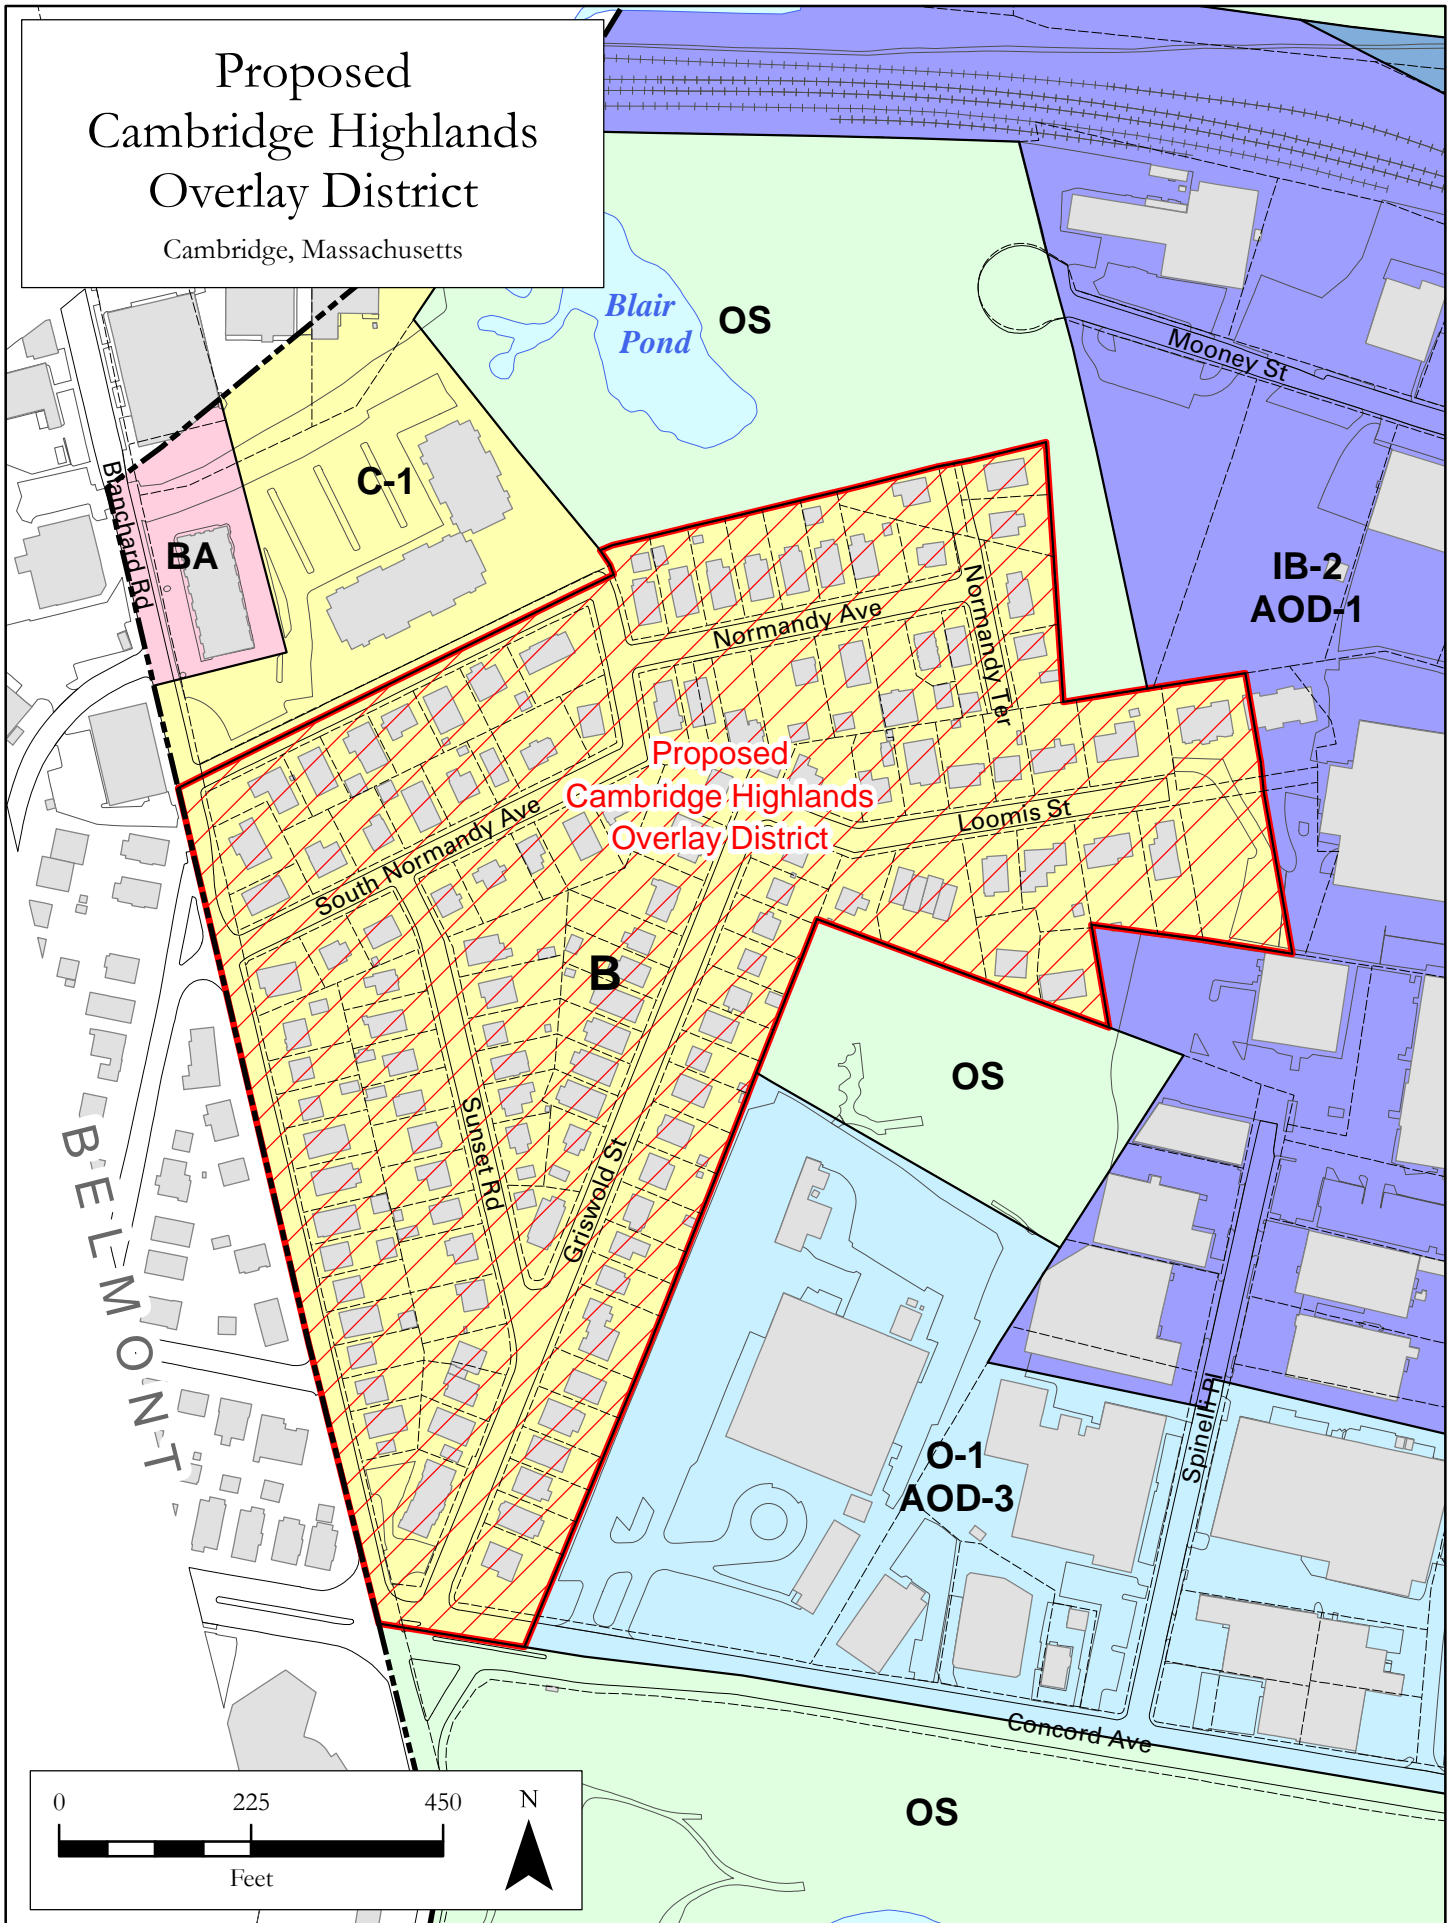 Proposed
Cambridge Highlands
Overlay District
Cambridge, Massachusetts
Blair
Pond
OS
Mooney St
C-1
Blanchard Rd
BA
IB-2
AOD-1
Normandy Ave
Normandy Ter
Proposed
Cambridge Highlands
Overlay District
Loomis St
South Normandy Ave
B
OS
BELMONT
Sunset Rd
Griswold St
Spinelli Pl
O-1
AOD-3
Concord Ave
OS
0 225 450
Feet
N